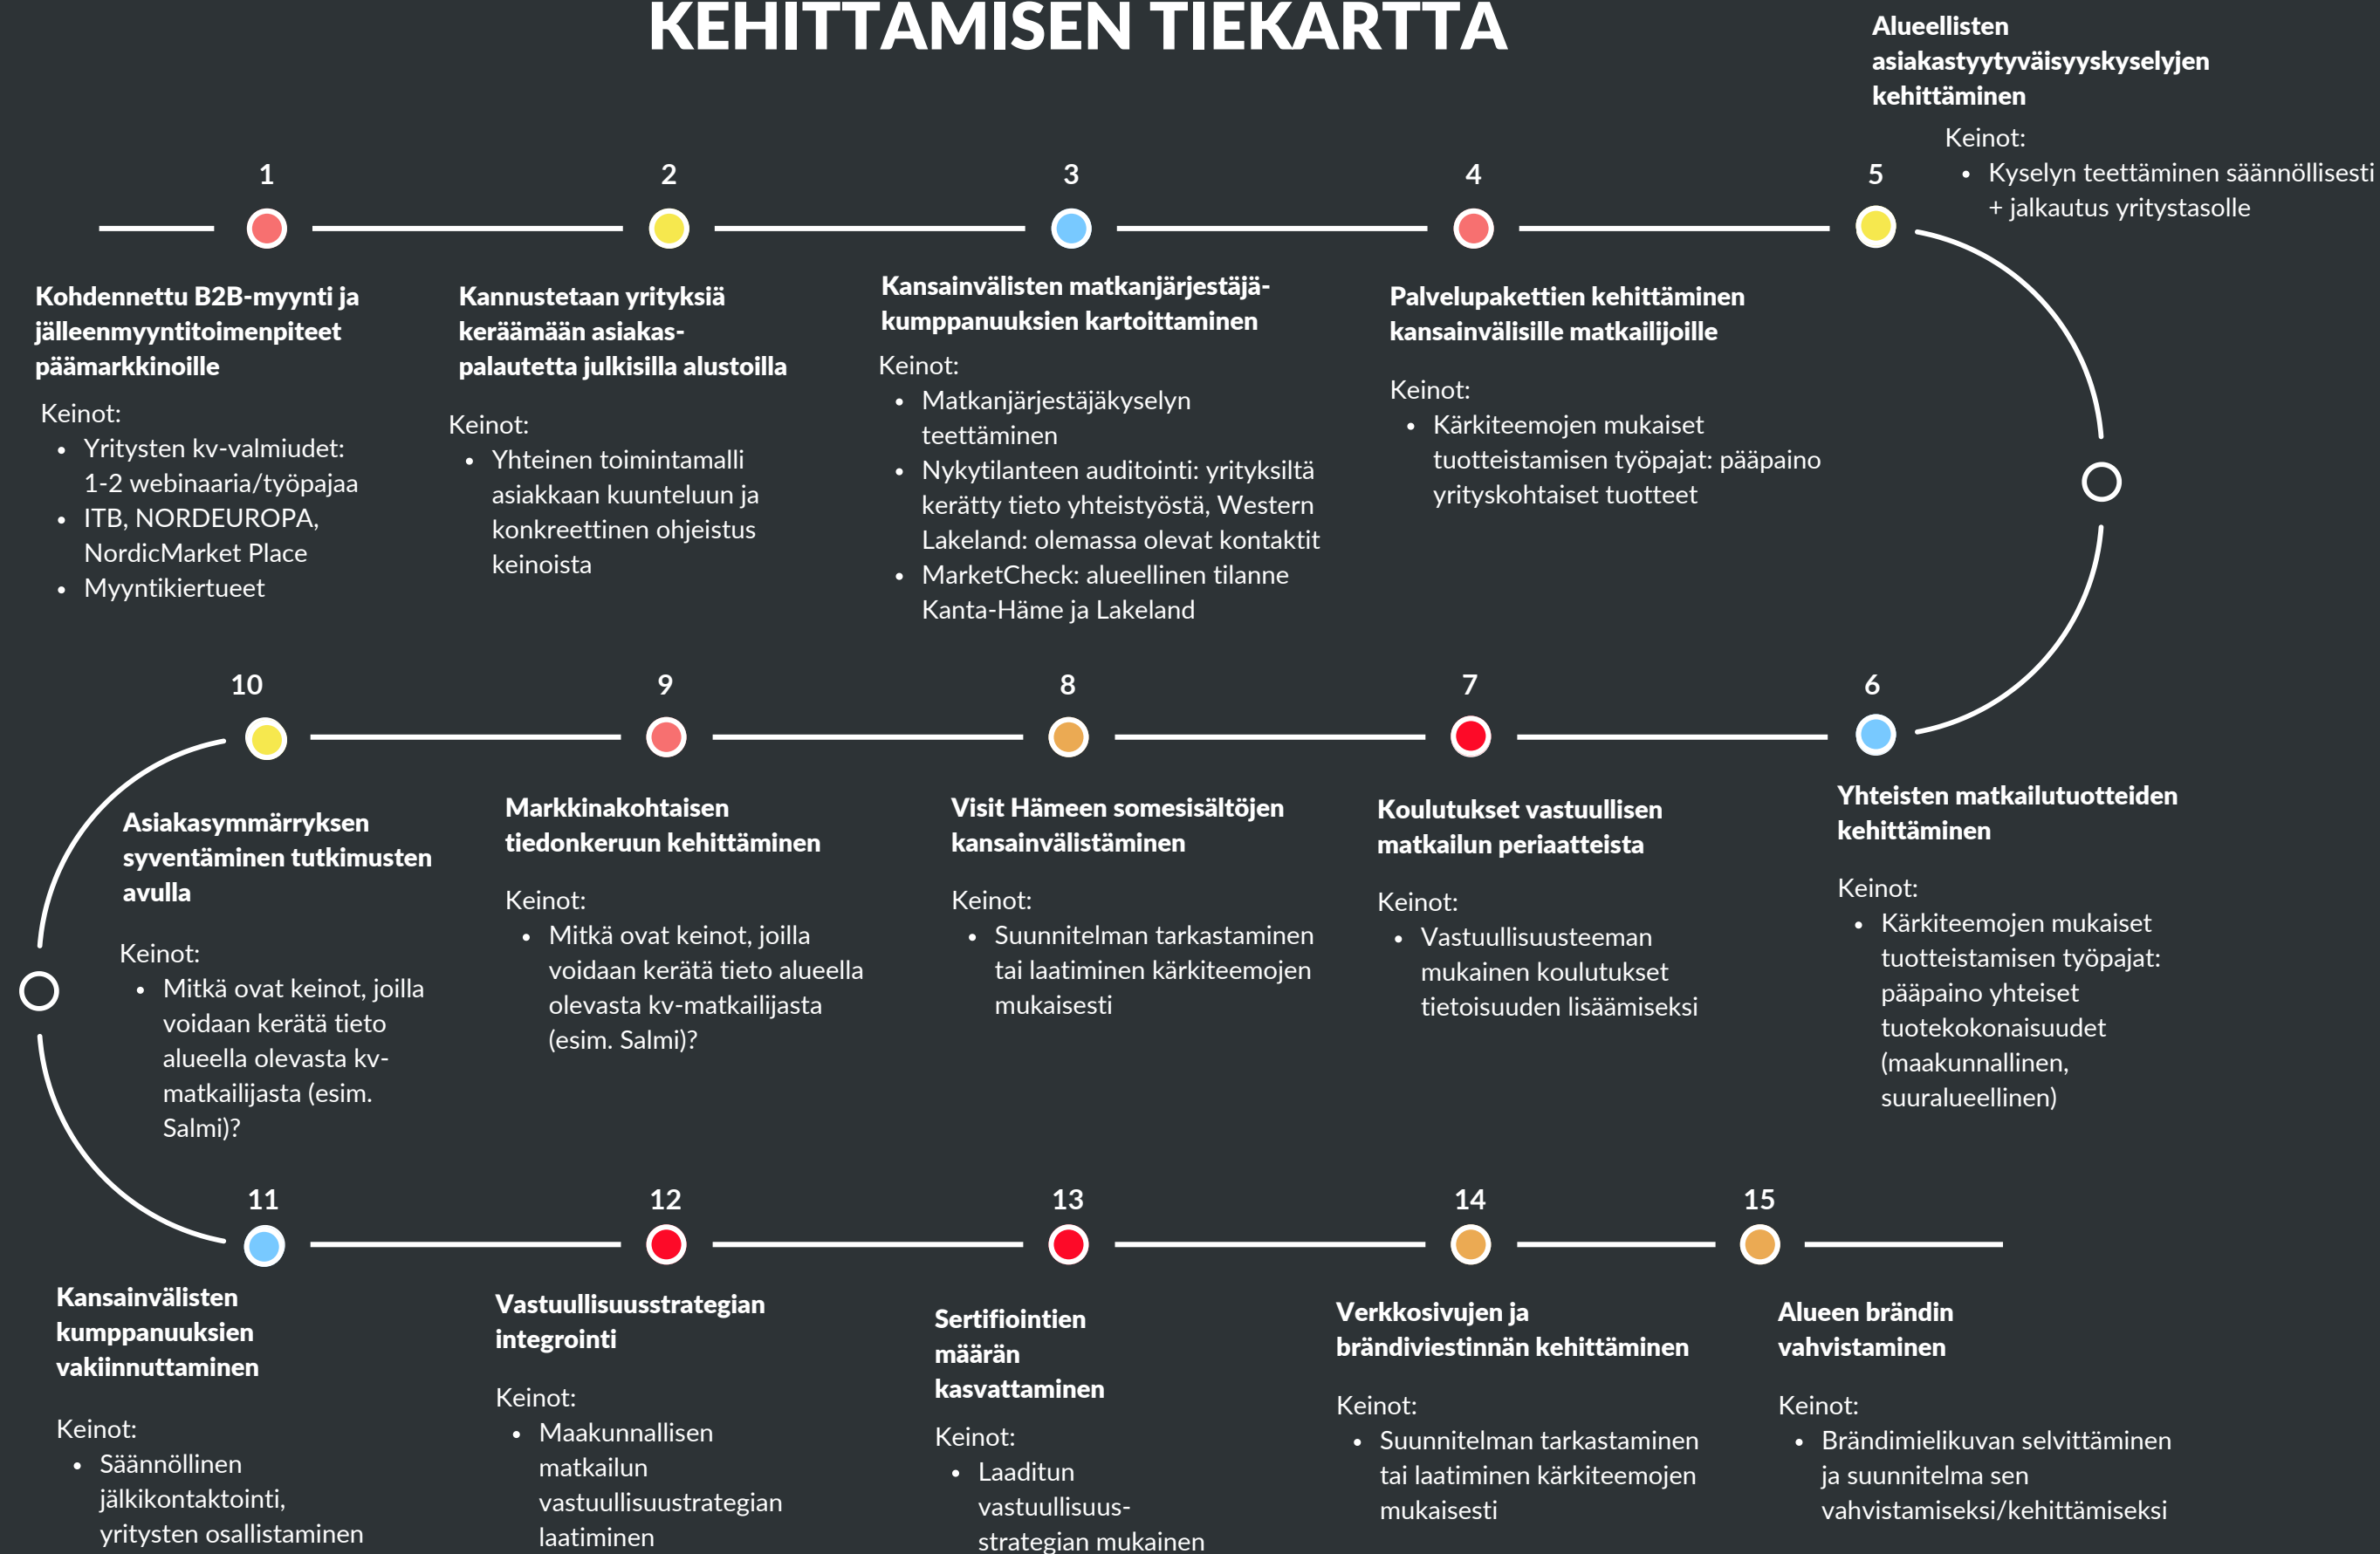 KEHITTÄMISEN TIEKARTTA
1
Kohdennettu B2B-myynti ja
jälleenmyyntitoimenpiteet
päämarkkinoille
Keinot:
• Yritysten kv-valmiudet:
1-2 webinaaria/työpajaa
• ITB, NORDEUROPA,
NordicMarket Place
• Myyntikiertueet
2
Kannustetaan yrityksiä
keräämään asiakas-
palautetta julkisilla alustoilla
Keinot:
• Yhteinen toimintamalli
asiakkaan kuunteluun ja
konkreettinen ohjeistus
keinoista
3
Kansainvälisten matkanjärjestäjä-
kumppanuuksien kartoittaminen
Keinot:
• Matkanjärjestäjäkyselyn
teettäminen
• Nykytilanteen auditointi: yrityksiltä
kerätty tieto yhteistyöstä, Western
Lakeland: olemassa olevat kontaktit
• MarketCheck: alueellinen tilanne
Kanta-Häme ja Lakeland
4
Palvelupakettien kehittäminen
kansainvälisille matkailijoille
Keinot:
• Kärkiteemojen mukaiset
tuotteistamisen työpajat: pääpaino
yrityskohtaiset tuotteet
5
Alueellisten
asiakastyytyväisyyskyselyjen
kehittäminen
Keinot:
• Kyselyn teettäminen säännöllisesti
+ jalkautus yritystasolle
6
Yhteisten matkailutuotteiden
kehittäminen
Keinot:
• Kärkiteemojen mukaiset
tuotteistamisen työpajat:
pääpaino yhteiset
tuotekokonaisuudet
(maakunnallinen,
suuralueellinen)
7
Koulutukset vastuullisen
matkailun periaatteista
Keinot:
• Vastuullisuusteeman
mukainen koulutukset
tietoisuuden lisäämiseksi
8
Visit Hämeen somesisältöjen
kansainvälistäminen
Keinot:
• Suunnitelman tarkastaminen
tai laatiminen kärkiteemojen
mukaisesti
9
Markkinakohtaisen
tiedonkeruun kehittäminen
Keinot:
• Mitkä ovat keinot, joilla
voidaan kerätä tieto alueella
olevasta kv-matkailijasta
(esim. Salmi)?
10
Asiakasymmärryksen
syventäminen tutkimusten
avulla
Keinot:
• Mitkä ovat keinot, joilla
voidaan kerätä tieto
alueella olevasta kv-
matkailijasta (esim.
Salmi)?
11
Kansainvälisten
kumppanuuksien
vakiinnuttaminen
Keinot:
• Säännöllinen
jälkikontaktointi,
yritysten osallistaminen
12
Vastuullisuusstrategian
integrointi
Keinot:
• Maakunnallisen
matkailun
vastuullisuustrategian
laatiminen
13
Sertifiointien
määrän
kasvattaminen
Keinot:
• Laaditun
vastuullisuus-
strategian mukainen
14
Verkkosivujen ja
brändiviestinnän kehittäminen
Keinot:
• Suunnitelman tarkastaminen
tai laatiminen kärkiteemojen
mukaisesti
15
Alueen brändin
vahvistaminen
Keinot:
• Brändimielikuvan selvittäminen
ja suunnitelma sen
vahvistamiseksi/kehittämiseksi